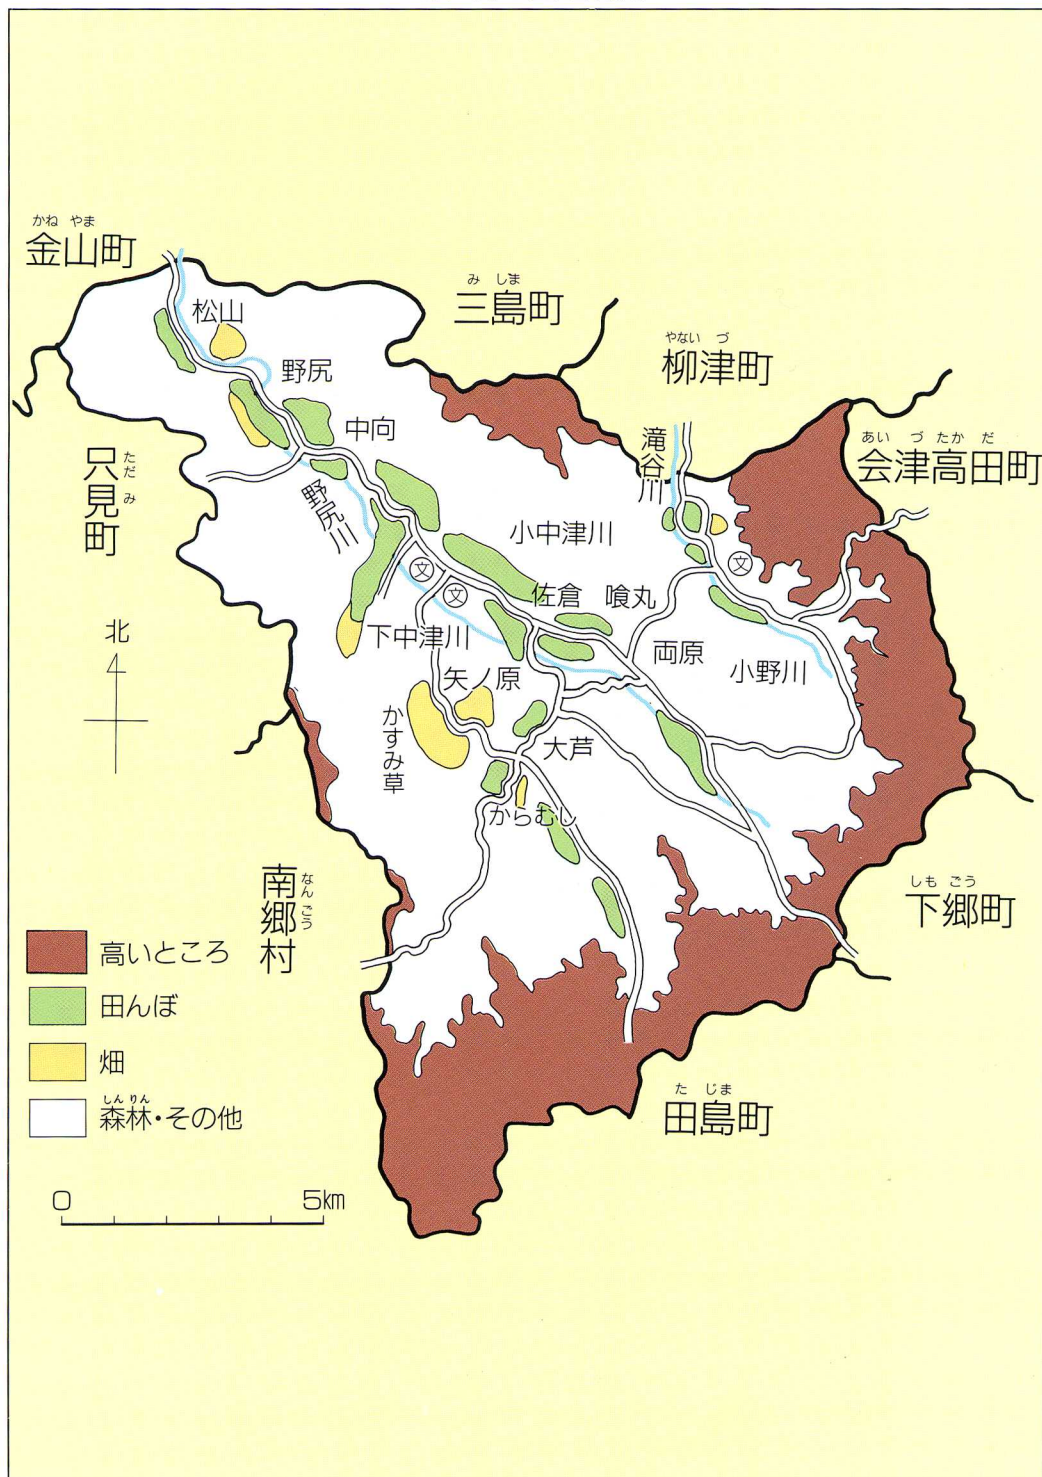 かね やま
金山町
み しま
三島町
やない づ
柳津町
あい づ たか だ
会津高田町
松山
野尻
中向
滝谷川
只見町
ただ み
野尻川
小中津川
文
文
文
佐倉
喰丸
北
下中津川
両原
小野川
矢ノ原
かすみ草
大芦
からむし
南郷村
なん ごう
しも ごう
下郷町
高いところ
田んぼ
畑
しん りん
森林・その他
た じま
田島町
0 5km